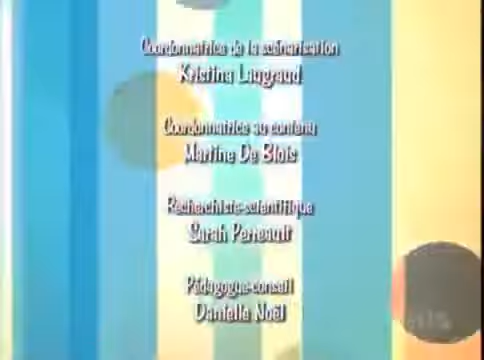 Coordonnatrice de la scénarisation
Kristina Laugraud
Coordonnatrice au contenu
Martine De Blois
Recherchiste-scientifique
Sarah Perreault
Pédagogue-conseil
Danielle Noël